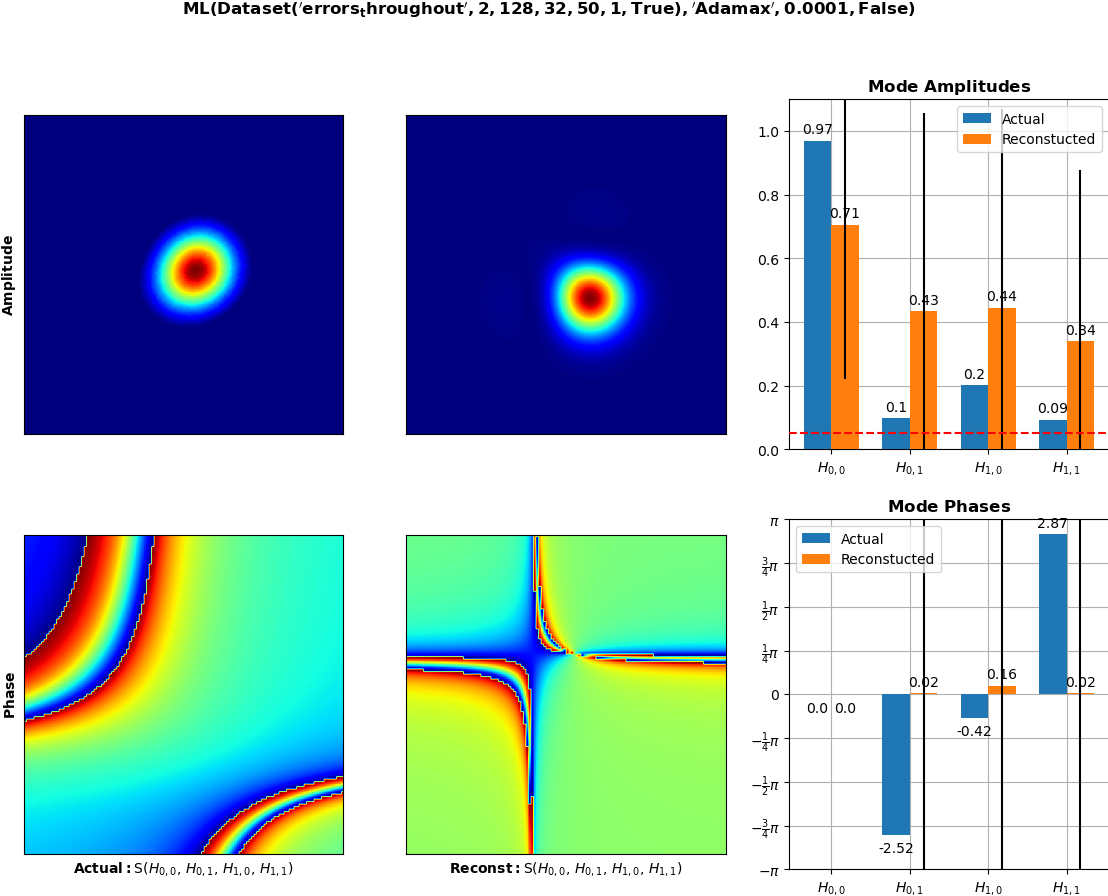 ML(Dataset('errors_throughout', 2, 128, 32, 50, 1, True), 'Adamax', 0.0001, False)
Amplitude
Mode Amplitudes
Actual
Reconstucted
1.0
0.8
0.6
0.4
0.2
0.0
0.97
0.71
0.1
0.43
0.2
0.44
0.09
0.34
H0,0
H0,1
H1,0
H1,1
Phase
Actual: S(H0,0, H0,1, H1,0, H1,1)
Reconst: S(H0,0, H0,1, H1,0, H1,1)
Mode Phases
Actual
Reconstucted
π
3/4π
1/2π
1/4π
0
−1/4π
−1/2π
−3/4π
−π
0.0
0.0
-2.52
0.02
-0.42
0.16
2.87
0.02
H0,0
H0,1
H1,0
H1,1